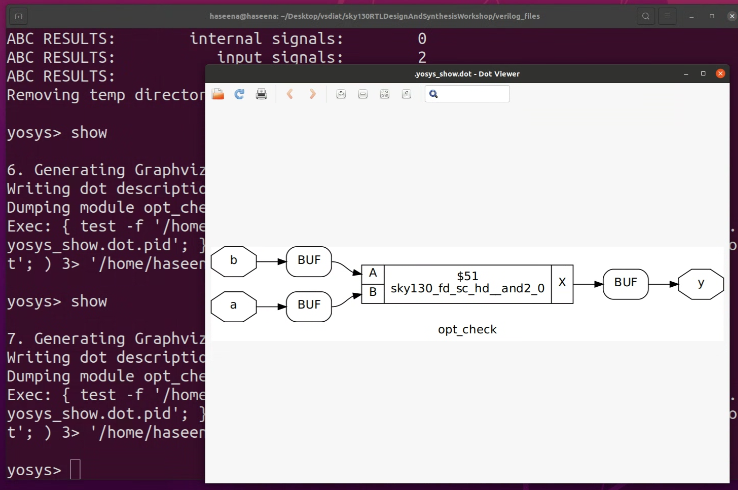 haseena@haseena: ~/Desktop/vsdiat/sky130RTLDesignAndSynthesisWorkshop/verilog_files
ABC RESULTS:        internal signals:        0
ABC RESULTS:           input signals:        2
ABC RESULTS:
Removing temp director
yosys> show
6. Generating Graphviz
Writing dot descriptio
Dumping module opt_che
Exec: { test -f '/home
yosys_show.dot.pid'; }
t'; ) 3> '/home/haseen
yosys> show
7. Generating Graphviz
Writing dot descriptio
Dumping module opt_che
Exec: { test -f '/home
yosys_show.dot.pid'; }
t'; ) 3> '/home/haseen
yosys>
.yosys_show.dot - Dot Viewer
b
BUF
a
BUF
A
B
$51
sky130_fd_sc_hd__and2_0
X
BUF
y
opt_check